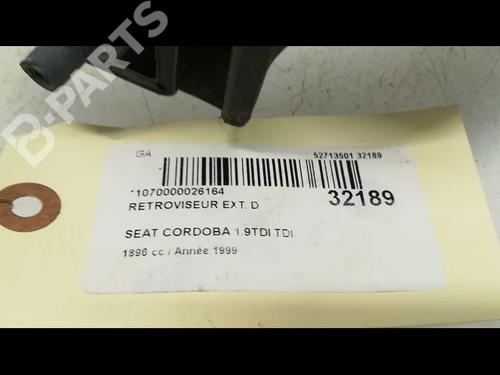 B-PARTS
GA 52713501 32189
*1070000026164 32189
RETROVISEUR EXT. D
SEAT CORDOBA 1.9TDI TDI
1896 cc / Année 1999